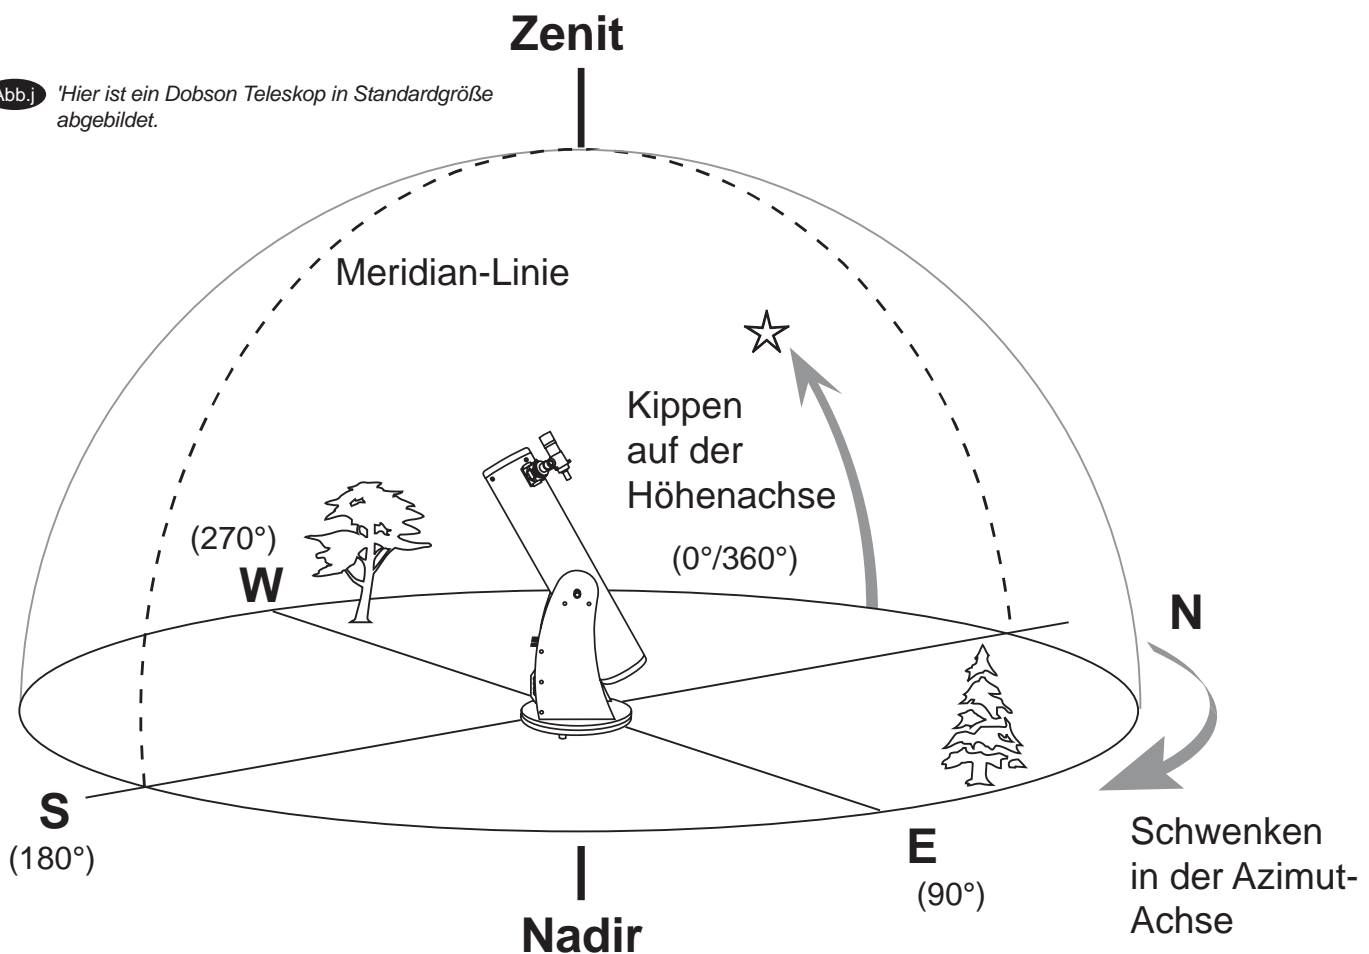 Zenit
Abb.j 'Hier ist ein Dobson Teleskop in Standardgröße
abgebildet.
Meridian-Linie
Kippen
auf der
Höhenachse
(270°)
(0°/360°)
W
N
S
(180°)
E
(90°)
Schwenken
in der Azimut-
Achse
Nadir